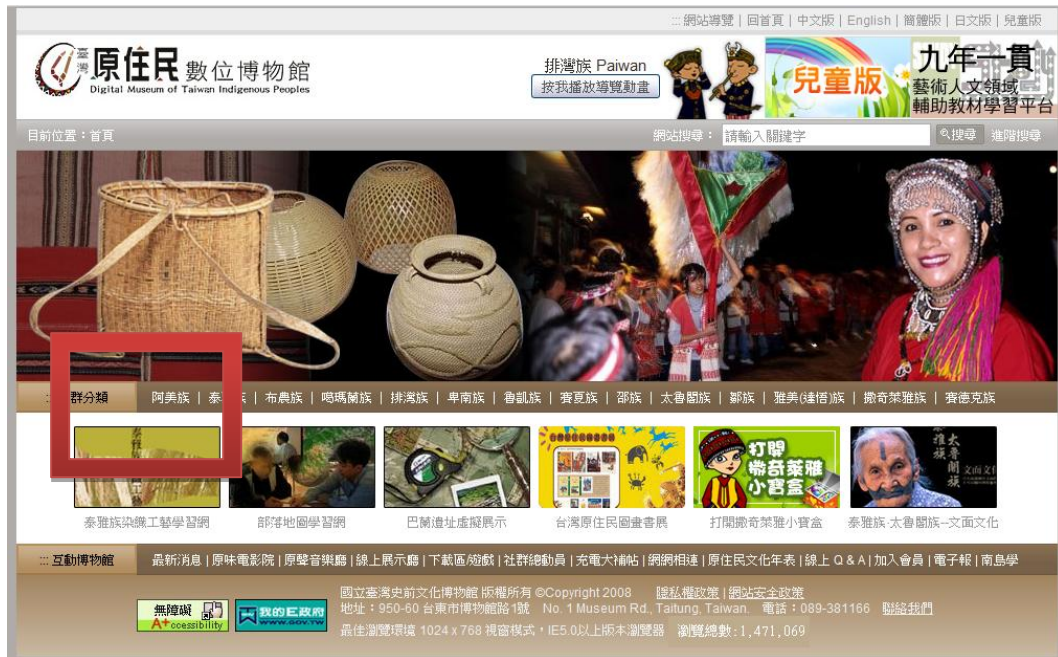 ::: 網站導覽 | 回首頁 | 中文版 | English | 簡體版 | 日文版 | 兒童版
臺灣原住民 數位博物館
Digital Museum of Taiwan Indigenous Peoples
排灣族 Paiwan
按我播放導覽動畫
兒童版
九年一貫
藝術人文領域
輔助教材學習平台
目前位置：首頁
網站搜尋： 請輸入關鍵字 搜尋 進階搜尋
群分類 阿美族 | 泰 族 | 布農族 | 噶瑪蘭族 | 排灣族 | 卑南族 | 魯凱族 | 賽夏族 | 邵族 | 太魯閣族 | 鄒族 | 雅美(達悟)族 | 撒奇萊雅族 | 賽德克族
打開
撒奇萊雅
小寶盒
泰雅族
太魯閣族
文面文化
泰雅族染織工藝學習網 部落地圖學習網 巴蘭遺址虛擬展示 台灣原住民圖畫書展 打開撒奇萊雅小寶盒 泰雅族·太魯閣族--文面文化
::: 互動博物館 最新消息 | 原味電影院 | 原聲音樂廳 | 線上展示廳 | 下載區/遊戲 | 社群總動員 | 充電大補帖 | 網網相連 | 原住民文化年表 | 線上 Q & A | 加入會員 | 電子報 | 南島學
無障礙
A+ccessibility
我的E政府
www.gov.tw
國立臺灣史前文化博物館 版權所有 ©Copyright 2008 隱私權政策 | 網站安全政策
地址：950-60 台東市博物館路1號 No. 1 Museum Rd., Taitung, Taiwan. 電話：089-381166 聯絡我們
最佳瀏覽環境 1024 x 768 視窗模式，IE5.0以上版本瀏覽器 瀏覽總數:1,471,069